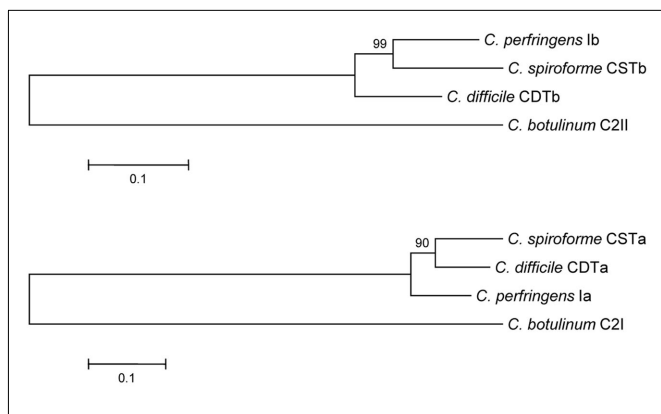 99
C. perfringens Ib
C. spiroforme CSTb
C. difficile CDTb
C. botulinum C2II
0.1
90
C. spiroforme CSTa
C. difficile CDTa
C. perfringens Ia
C. botulinum C2I
0.1